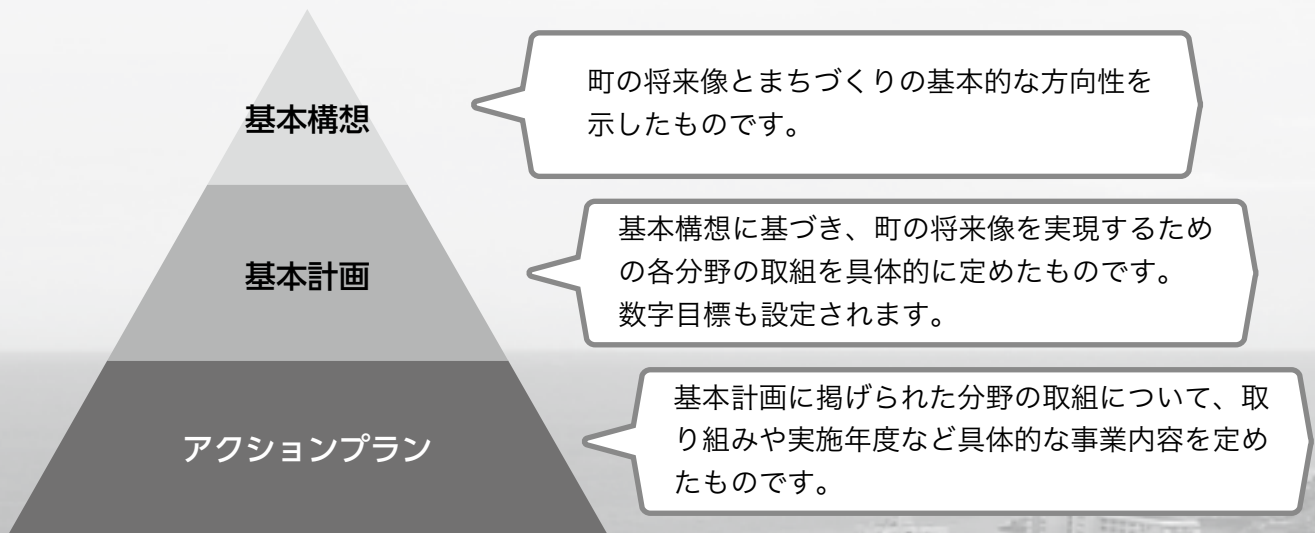 基本構想
町の将来像とまちづくりの基本的な方向性を
示したものです。
基本計画
基本構想に基づき、町の将来像を実現するため
の各分野の取組を具体的に定めたものです。
数字目標も設定されます。
アクションプラン
基本計画に掲げられた分野の取組について、取
り組みや実施年度など具体的な事業内容を定め
たものです。